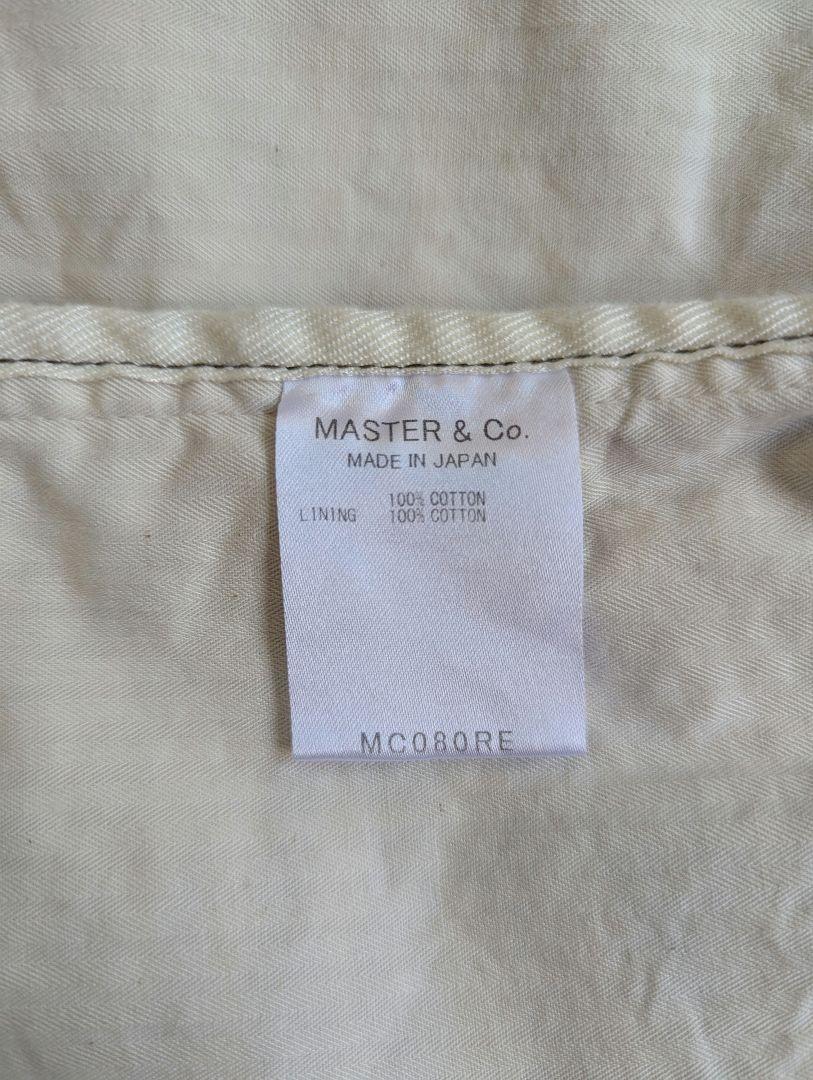 MASTER & Co.
MADE IN JAPAN
100% COTTON
LINING 100% COTTON
MC080RE